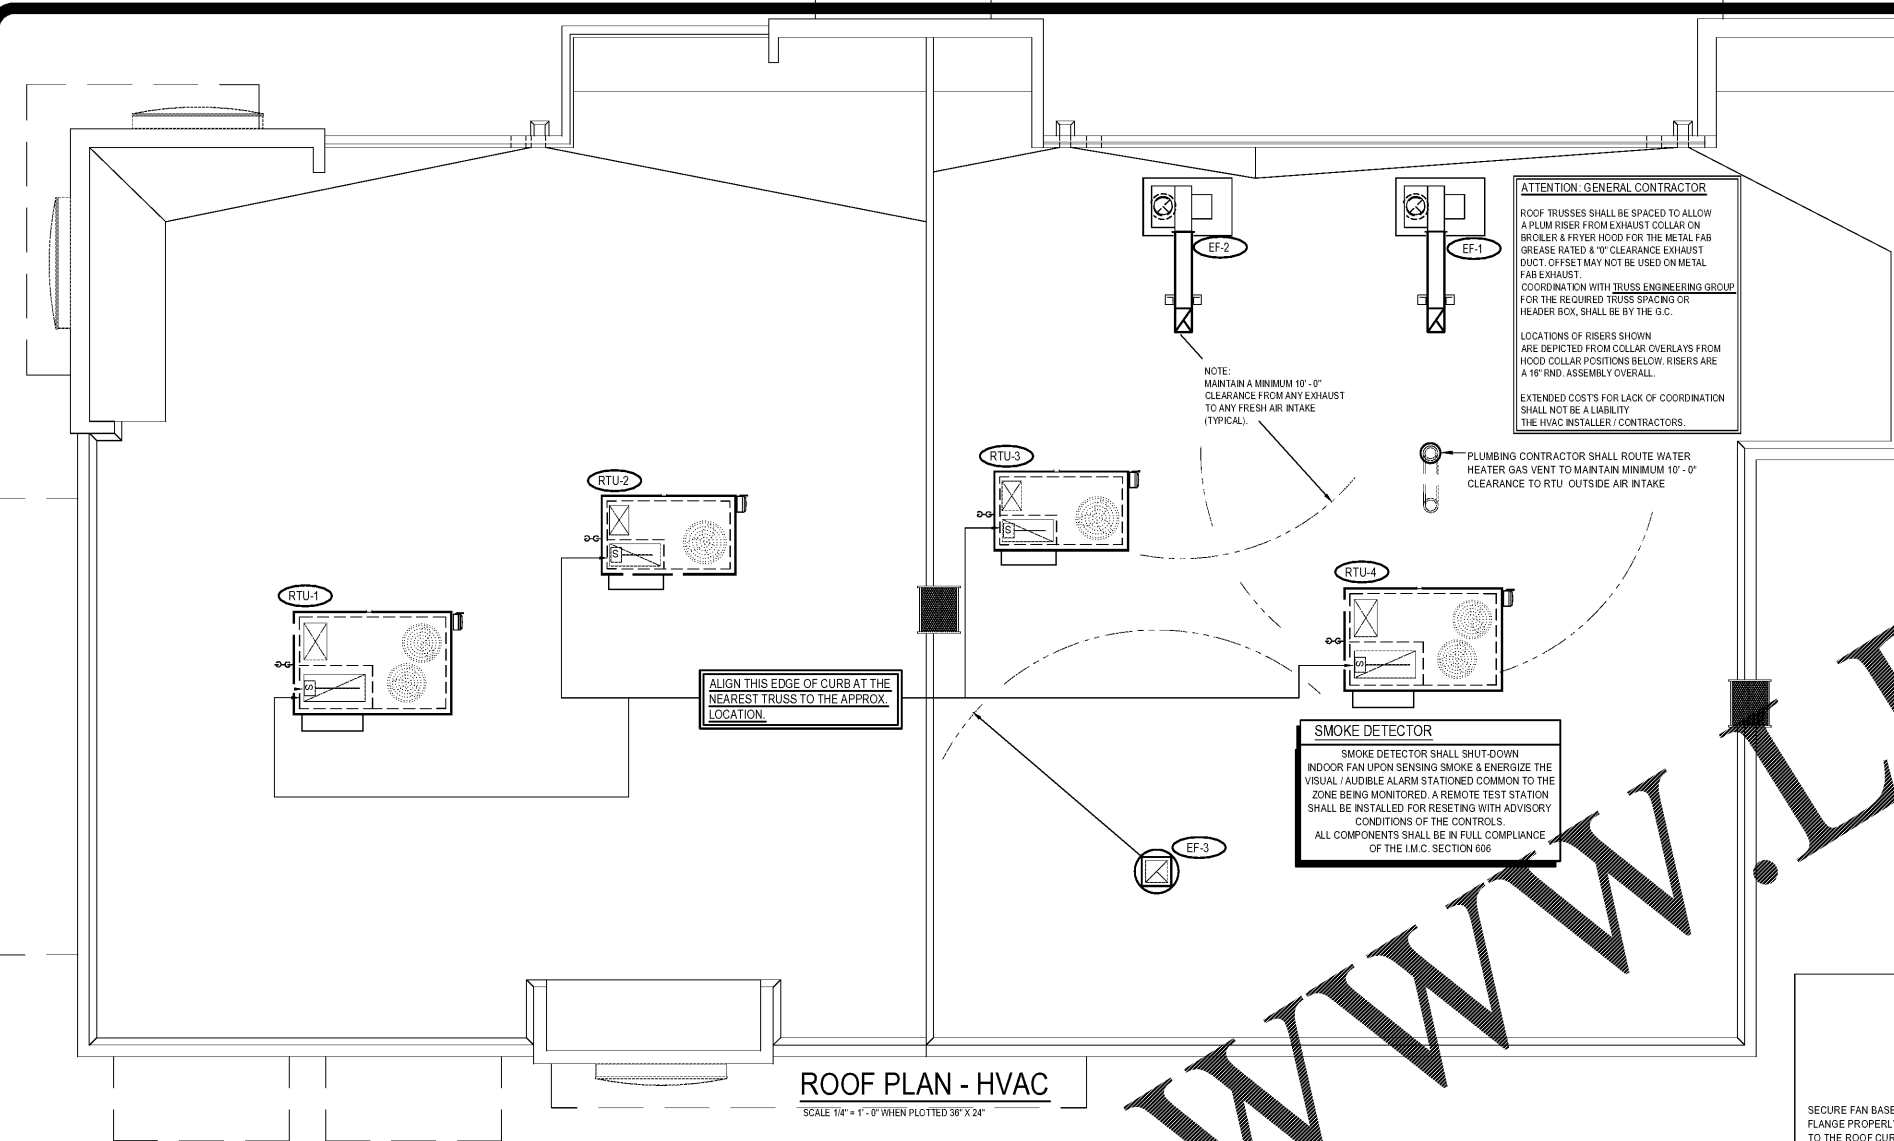 ATTENTION: GENERAL CONTRACTOR
ROOF TRUSSES SHALL BE SPACED TO ALLOW
A PLUM RISER FROM EXHAUST COLLAR ON
BROILER & FRYER HOOD FOR THE METAL FAB
GREASE RATED & "0" CLEARANCE EXHAUST
DUCT. OFFSET MAY NOT BE USED ON METAL
FAB EXHAUST.
COORDINATION WITH TRUSS ENGINEERING GROUP
FOR THE REQUIRED TRUSS SPACING OR
HEADER BOX, SHALL BE BY THE G.C.
LOCATIONS OF RISERS SHOWN
ARE DEPICTED FROM COLLAR OVERLAYS FROM
HOOD COLLAR POSITIONS BELOW. RISERS ARE
A 16" RND. ASSEMBLY OVERALL.
EXTENDED COST'S FOR LACK OF COORDINATION
SHALL NOT BE A LIABILITY
THE HVAC INSTALLER / CONTRACTORS.
EF-2
EF-1
NOTE:
MAINTAIN A MINIMUM 10' - 0"
CLEARANCE FROM ANY EXHAUST
TO ANY FRESH AIR INTAKE
(TYPICAL).
PLUMBING CONTRACTOR SHALL ROUTE WATER
HEATER GAS VENT TO MAINTAIN MINIMUM 10' - 0"
CLEARANCE TO RTU OUTSIDE AIR INTAKE
RTU-3
S
RTU-2
S
RTU-4
S
RTU-1
S
ALIGN THIS EDGE OF CURB AT THE
NEAREST TRUSS TO THE APPROX.
LOCATION.
SMOKE DETECTOR
SMOKE DETECTOR SHALL SHUT-DOWN
INDOOR FAN UPON SENSING SMOKE & ENERGIZE THE
VISUAL / AUDIBLE ALARM STATIONED COMMON TO THE
ZONE BEING MONITORED. A REMOTE TEST STATION
SHALL BE INSTALLED FOR RESETING WITH ADVISORY
CONDITIONS OF THE CONTROLS.
ALL COMPONENTS SHALL BE IN FULL COMPLIANCE
OF THE I.M.C. SECTION 606
EF-3
ROOF PLAN - HVAC
SCALE 1/4" = 1' - 0" WHEN PLOTTED 36" X 24"
SECURE FAN BASE
FLANGE PROPERL
TO THE ROOF CUR
WWW.L